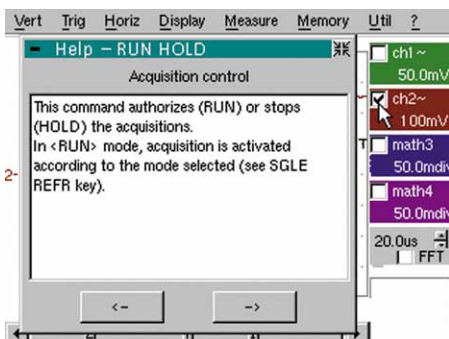 Vert Trig Horiz Display Measure Memory Util ?
Help - RUN HOLD
Acquisition control
This command authorizes (RUN) or stops
(HOLD) the acquisitions.
In <RUN> mode, acquisition is activated
according to the mode selected (see SGLE
REFR key).
<- ->
2-
T
ch1 ~
50.0mV
ch2~
100mV
math3
50.0mdiv
math4
50.0mdiv
20.0us
FFT